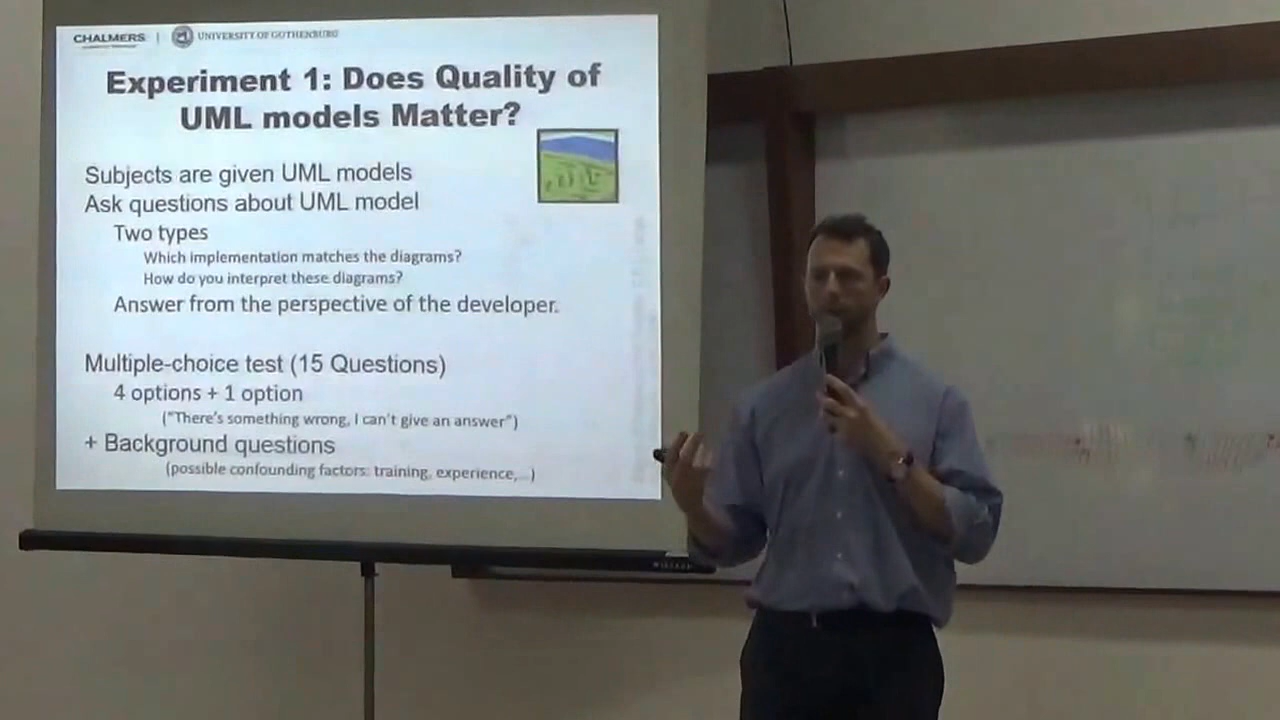 CHALMERS | UNIVERSITY OF GOTHENBURG
Experiment 1: Does Quality of
UML models Matter?
Subjects are given UML models
Ask questions about UML model
Two types
Which implementation matches the diagrams?
How do you interpret these diagrams?
Answer from the perspective of the developer.
Multiple-choice test (15 Questions)
4 options + 1 option
("There's something wrong, I can't give an answer")
+ Background questions
(possible confounding factors: training, experience,...)